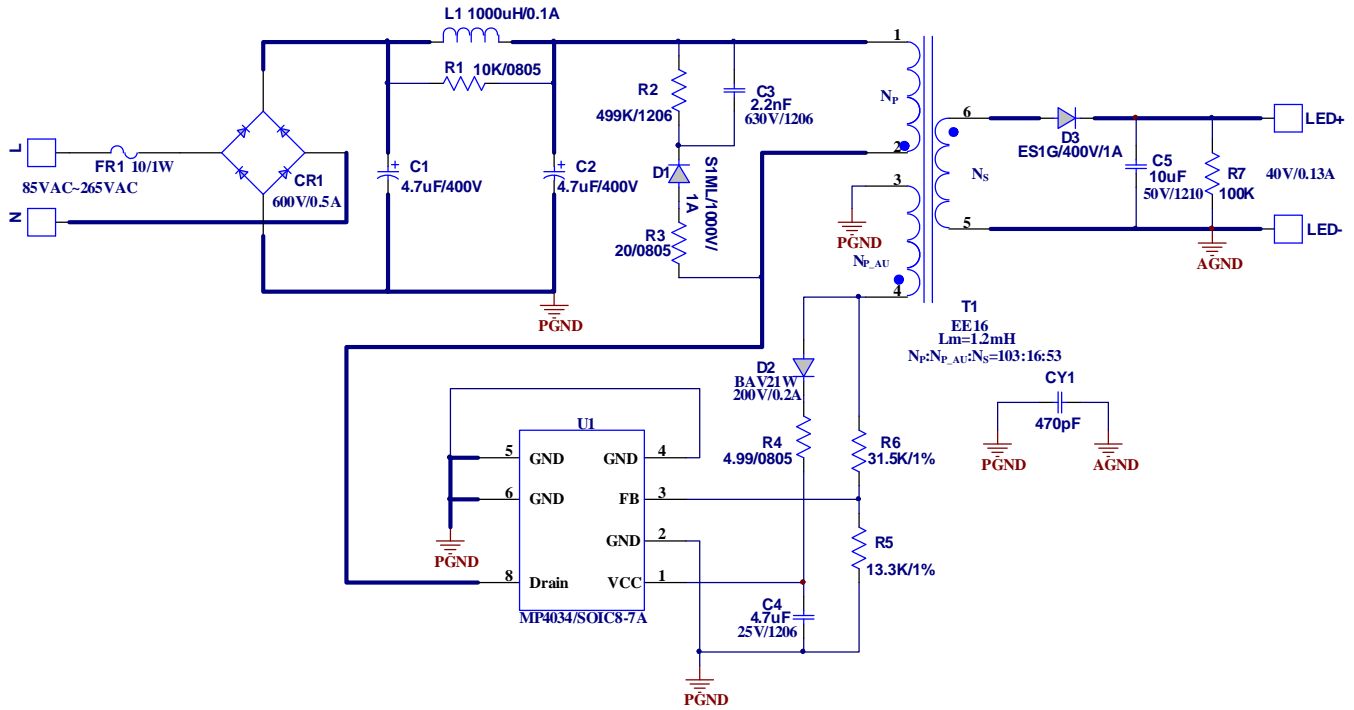 L1 1000uH/0.1A
R1 10K/0805
R2
499K/1206
C3
2.2nF
630V/1206
1
NP
2
3
NP_AU
4
6
NS
5
D3
ES1G/400V/1A
C5
10uF
50V/1210
R7
100K
LED+
40V/0.13A
LED-
AGND
L
FR1 10/1W
85VAC~265VAC
N
CR1
600V/0.5A
C1
4.7uF/400V
C2
4.7uF/400V
D1
S1ML/1000V/
1A
R3
20/0805
PGND
PGND
T1
EE16
Lm=1.2mH
NP:NP_AU:NS=103:16:53
D2
BAV21W
200V/0.2A
CY1
470pF
PGND
AGND
R4
4.99/0805
R6
31.5K/1%
R5
13.3K/1%
U1
5
GND
GND
4
6
GND
FB
3
GND
2
PGND
8
Drain
VCC
1
MP4034/SOIC8-7A
C4
4.7uF
25V/1206
PGND